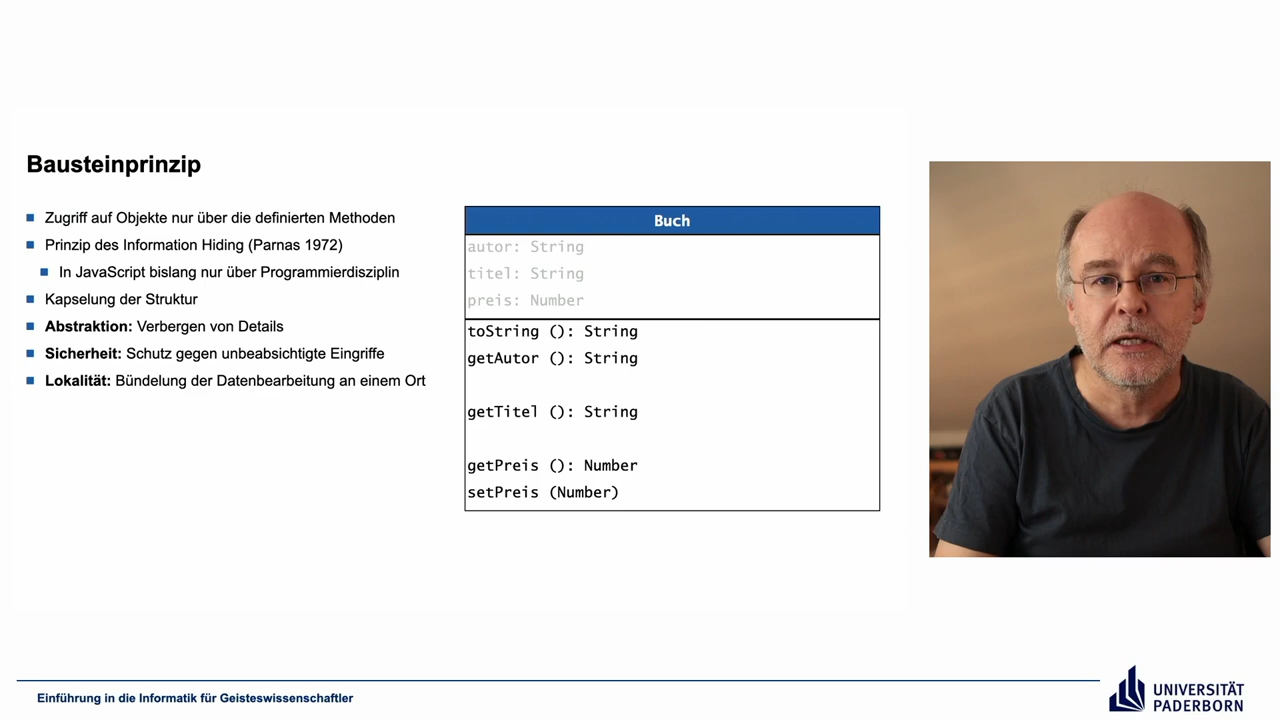 Bausteinprinzip
Zugriff auf Objekte nur über die definierten Methoden
Prinzip des Information Hiding (Parnas 1972)
In JavaScript bislang nur über Programmierdisziplin
Kapselung der Struktur
Abstraktion: Verbergen von Details
Sicherheit: Schutz gegen unbeabsichtigte Eingriffe
Lokalität: Bündelung der Datenbearbeitung an einem Ort
Buch
autor: String
titel: String
preis: Number
toString (): String
getAutor (): String
getTitel (): String
getPreis (): Number
setPreis (Number)
Einführung in die Informatik für Geisteswissenschaftler
UNIVERSITÄT
PADERBORN